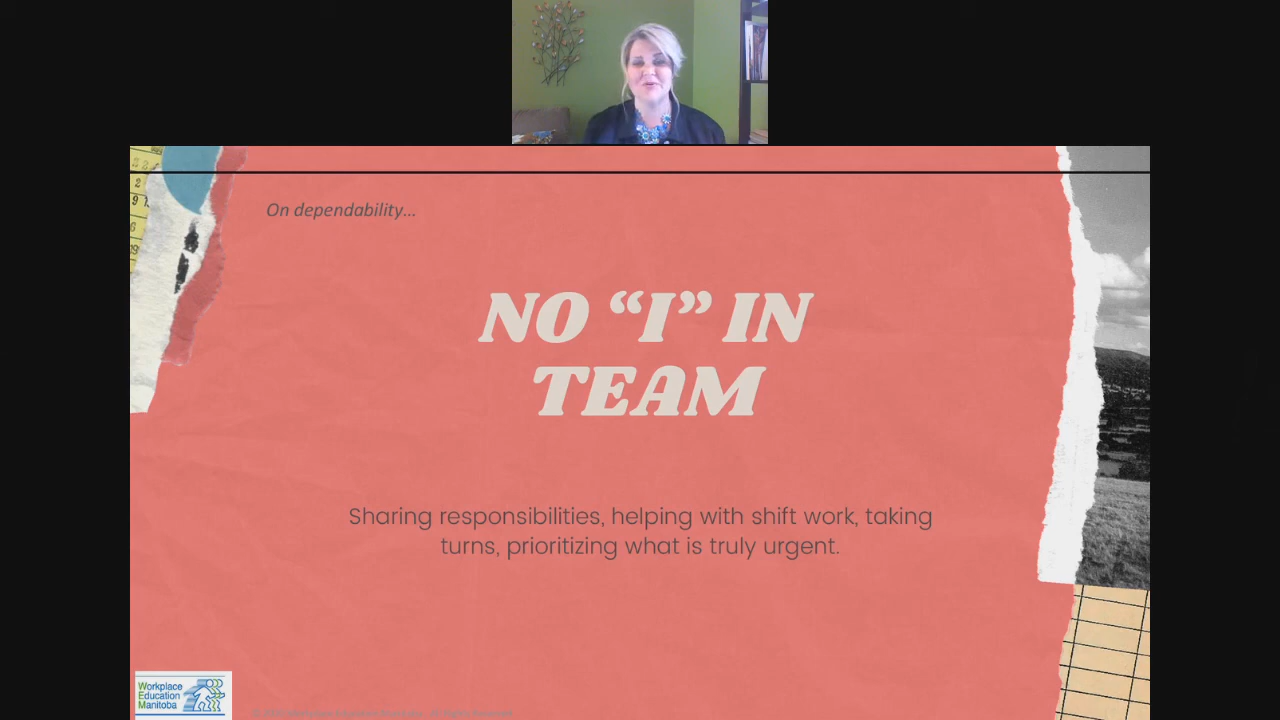 On dependability...
NO “I” IN
TEAM
Sharing responsibilities, helping with shift work, taking
turns, prioritizing what is truly urgent.
Workplace
Education
Manitoba